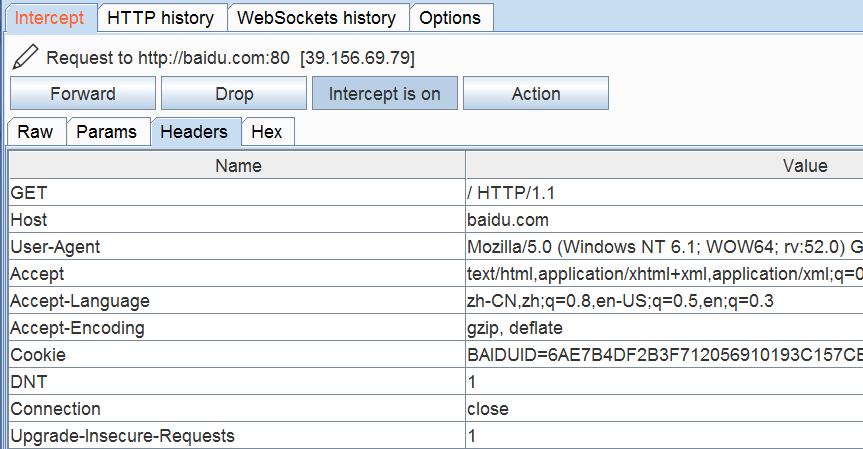 Intercept HTTP history WebSockets history Options
Request to http://baidu.com:80 [39.156.69.79]
Forward Drop Intercept is on Action
Raw Params Headers Hex
Name Value
GET / HTTP/1.1
Host baidu.com
User-Agent Mozilla/5.0 (Windows NT 6.1; WOW64; rv:52.0) G
Accept text/html,application/xhtml+xml,application/xml;q=0
Accept-Language zh-CN,zh;q=0.8,en-US;q=0.5,en;q=0.3
Accept-Encoding gzip, deflate
Cookie BAIDUID=6AE7B4DF2B3F712056910193C157CE
DNT 1
Connection close
Upgrade-Insecure-Requests 1